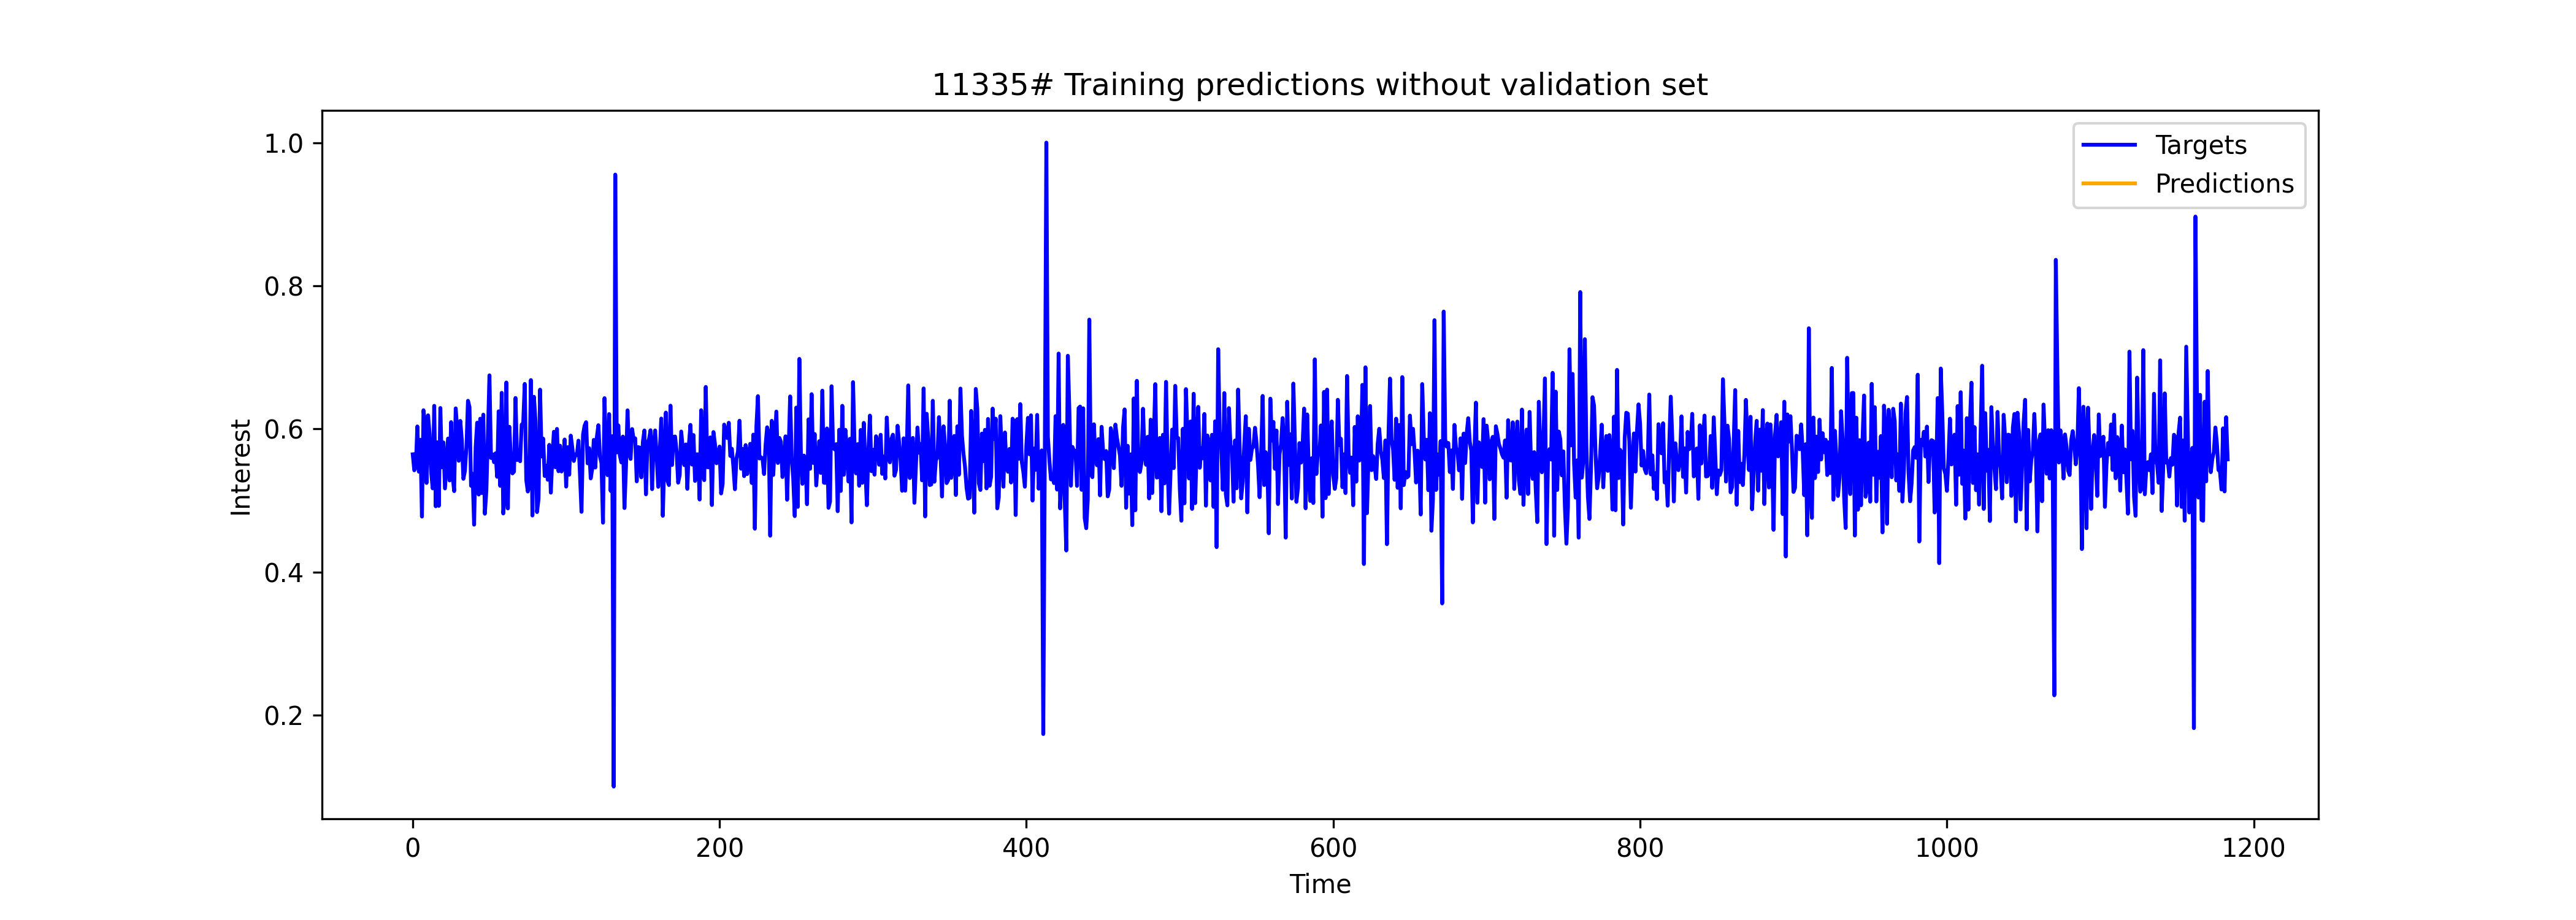 11335# Training predictions without validation set
Targets
Predictions
1.0
0.8
0.6
0.4
0.2
Interest
0 200 400 600 800 1000 1200
Time